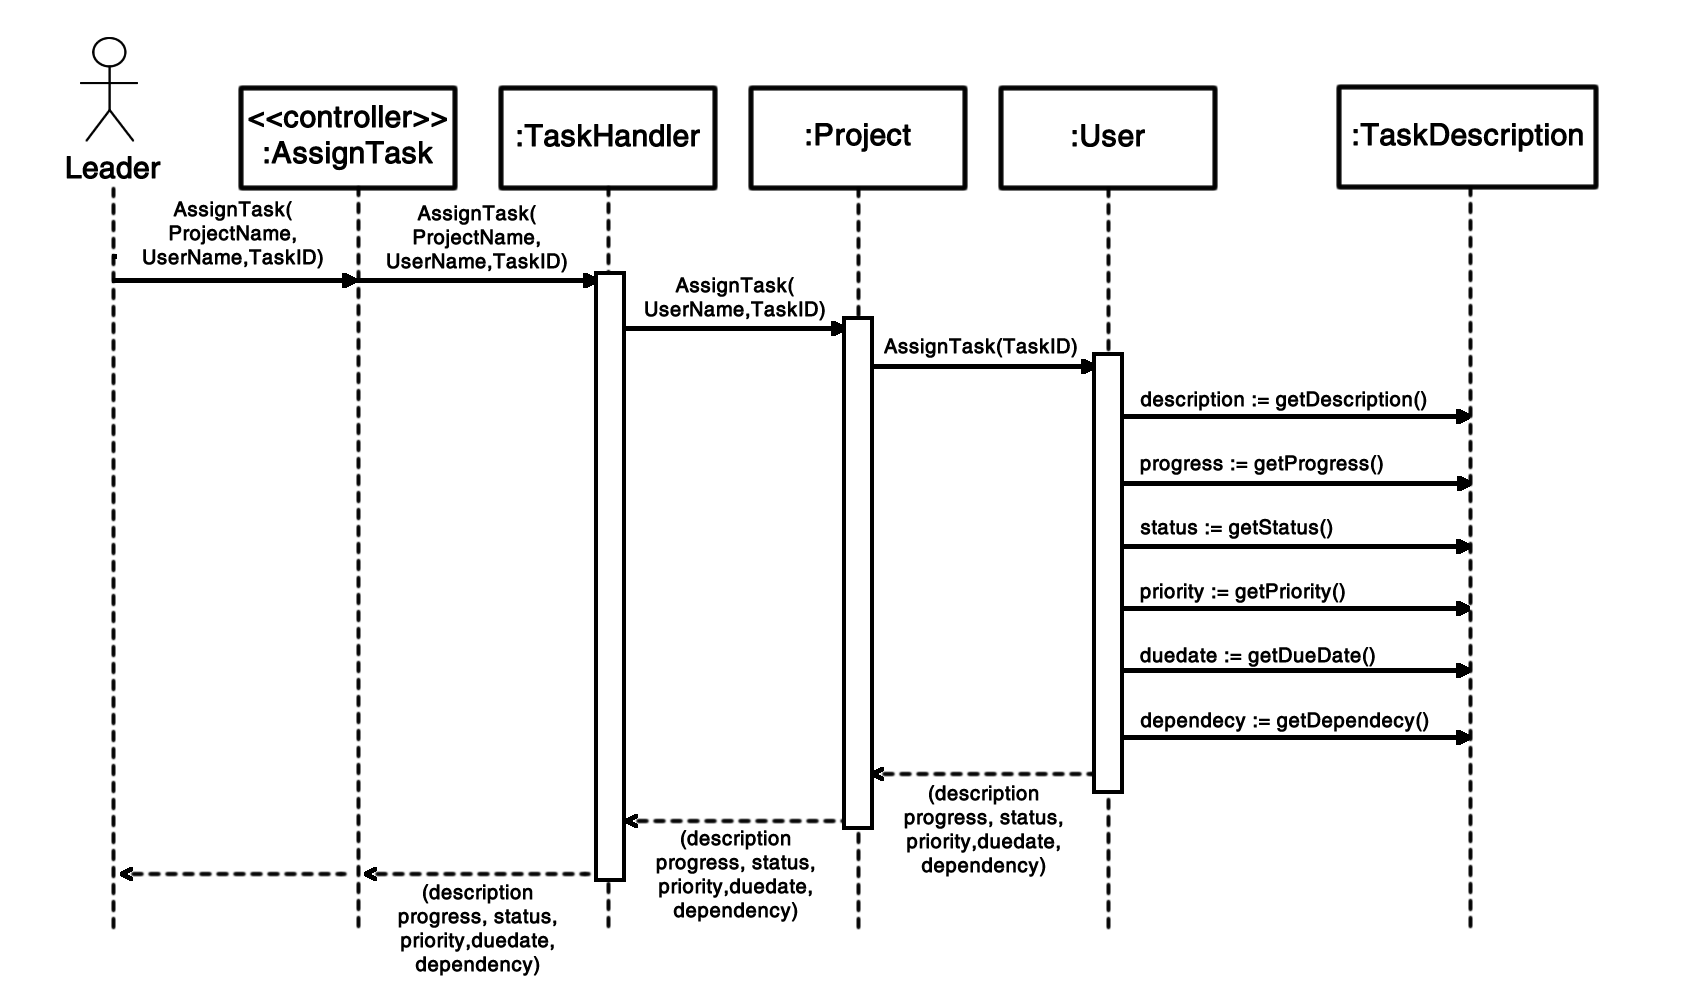 Leader
<<controller>>
:AssignTask
:TaskHandler
:Project
:User
:TaskDescription
AssignTask(
ProjectName,
UserName,TaskID)
AssignTask(
ProjectName,
UserName,TaskID)
AssignTask(
UserName,TaskID)
AssignTask(TaskID)
description := getDescription()
progress := getProgress()
status := getStatus()
priority := getPriority()
duedate := getDueDate()
dependecy := getDependecy()
(description
progress, status,
priority,duedate,
dependency)
(description
progress, status,
priority,duedate,
dependency)
(description
progress, status,
priority,duedate,
dependency)